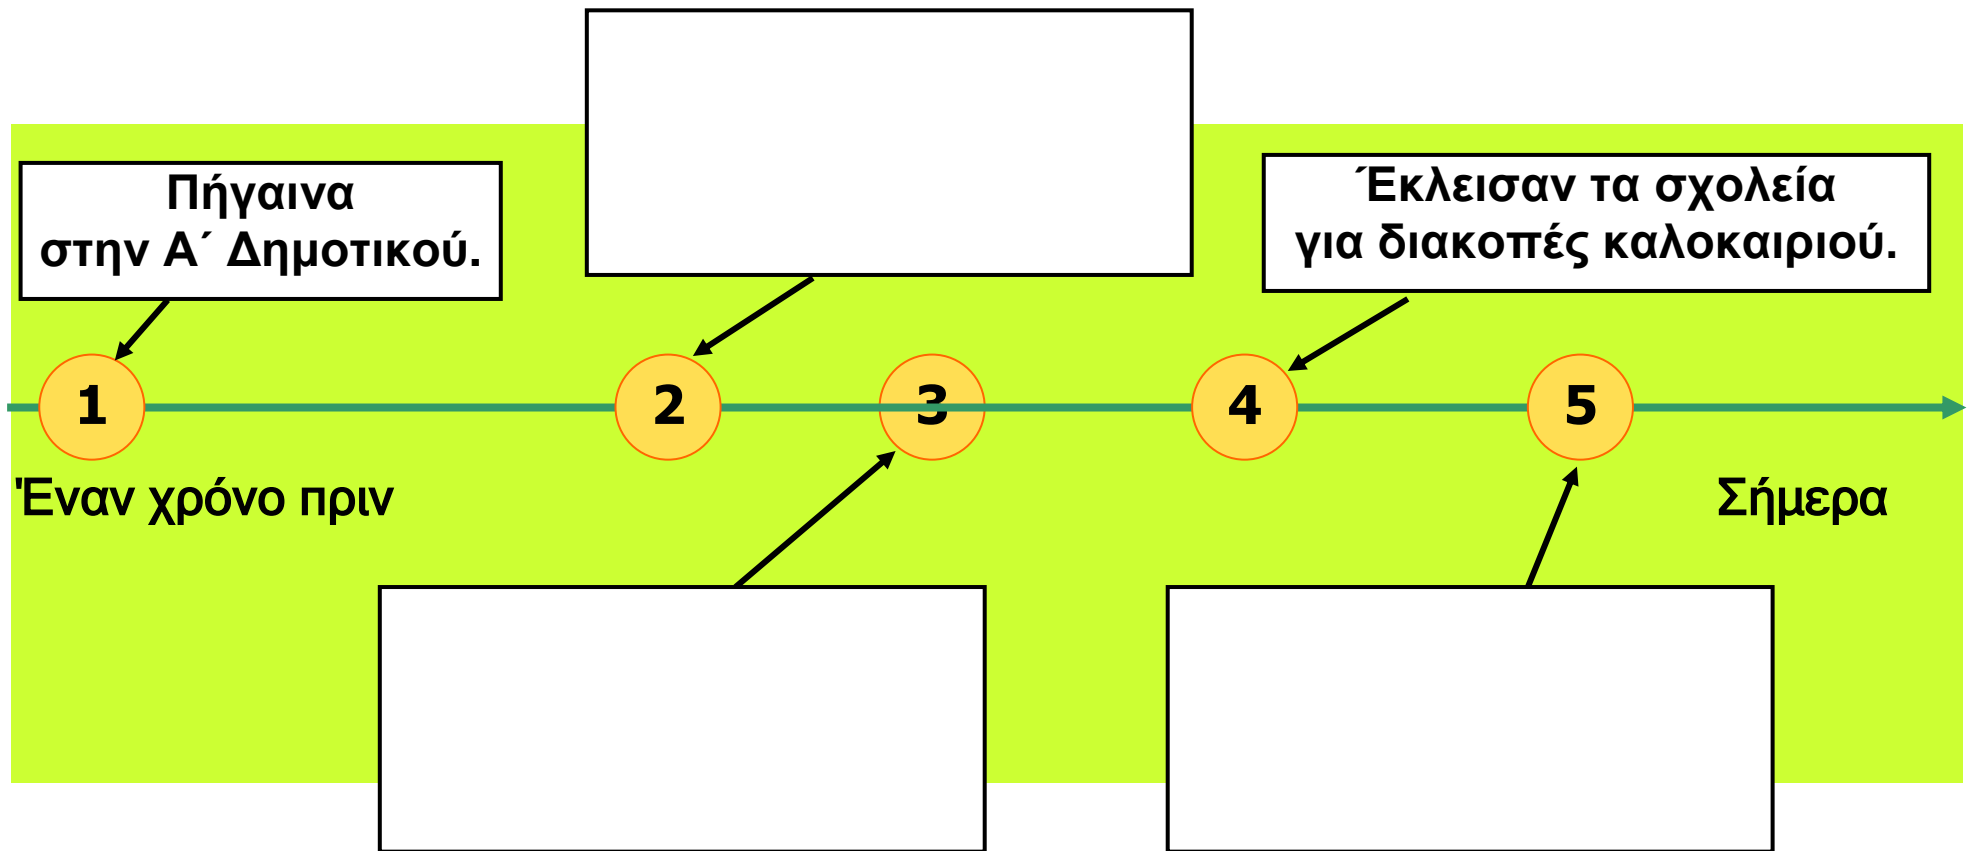 Πήγαινα
στην Α΄ Δημοτικού.
Έκλεισαν τα σχολεία
για διακοπές καλοκαιριού.
1
2
3
4
5
Έναν χρόνο πριν
Σήμερα